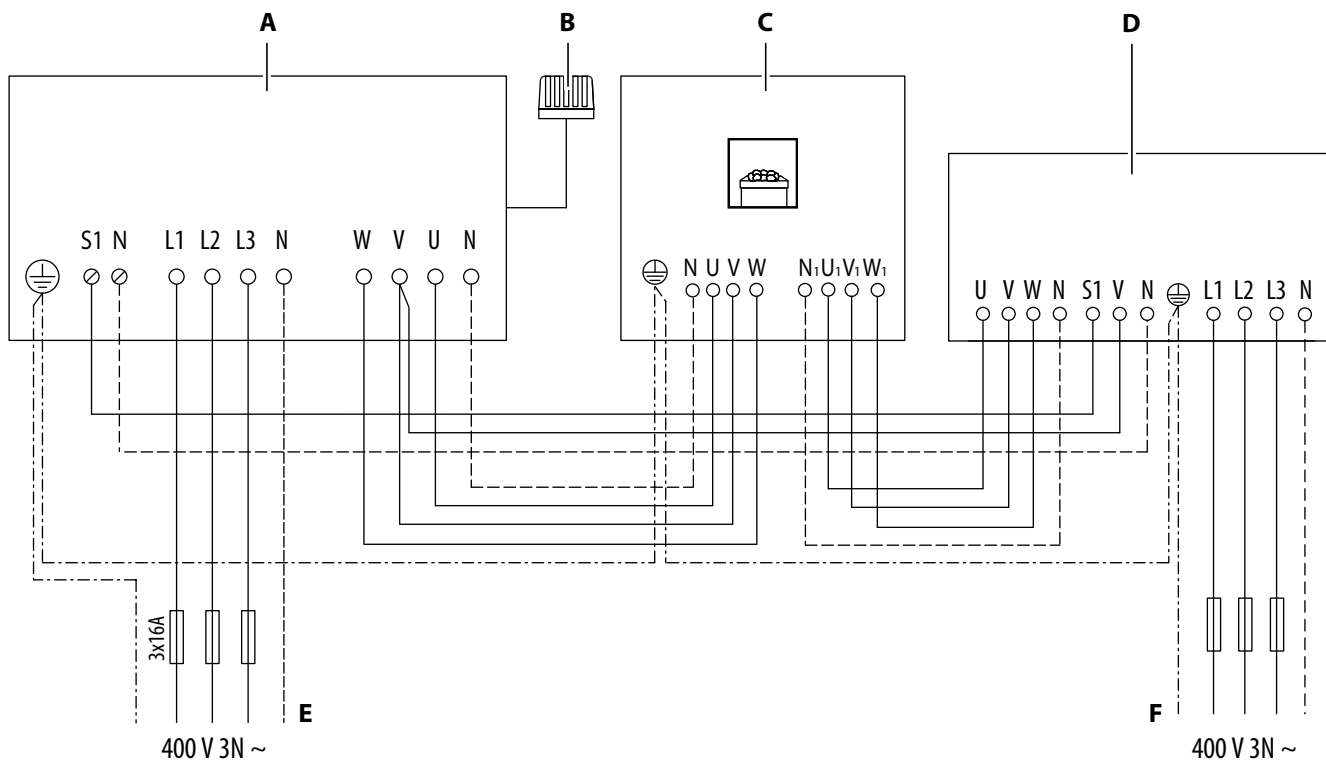 A B C D
S1 N L1 L2 L3 N W V U N
N U V W N₁ U₁ V₁ W₁
U V W N S1 V N L1 L2 L3 N
3x16A
E F
400 V 3N ~ 400 V 3N ~